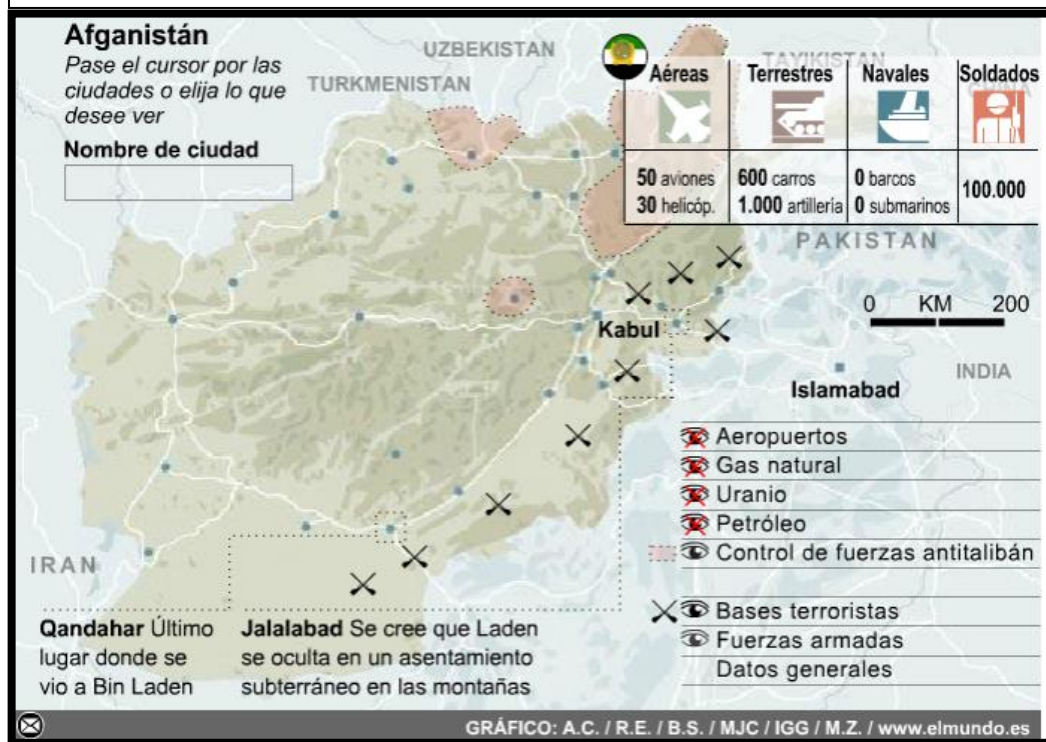 Afganistán
Pase el cursor por las
ciudades o elija lo que
desee ver
Nombre de ciudad
UZBEKISTAN
TURKMENISTAN
TAYIKISTAN
CHINA
Aéreas
Terrestres
Navales
Soldados
50 aviones
30 helicóp.
600 carros
1.000 artillería
0 barcos
0 submarinos
100.000
PAKISTAN
0 KM 200
Kabul
INDIA
Islamabad
Aeropuertos
Gas natural
Uranio
Petróleo
Control de fuerzas antitalibán
Bases terroristas
Fuerzas armadas
Datos generales
IRAN
Qandahar Último
lugar donde se
vio a Bin Laden
Jalalabad Se cree que Laden
se oculta en un asentamiento
subterráneo en las montañas
GRÁFICO: A.C. / R.E. / B.S. / MJC / IGG / M.Z. / www.elmundo.es